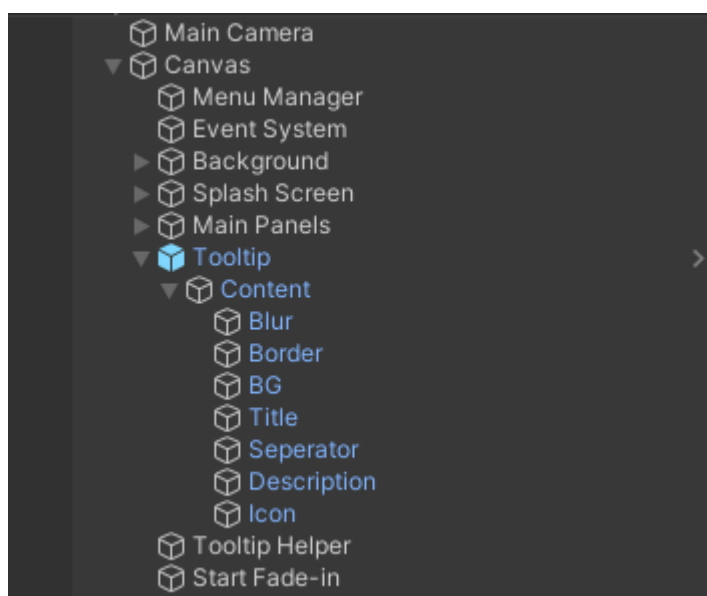 Main Camera
Canvas
Menu Manager
Event System
Background
Splash Screen
Main Panels
Tooltip
Content
Blur
Border
BG
Title
Seperator
Description
Icon
Tooltip Helper
Start Fade-in